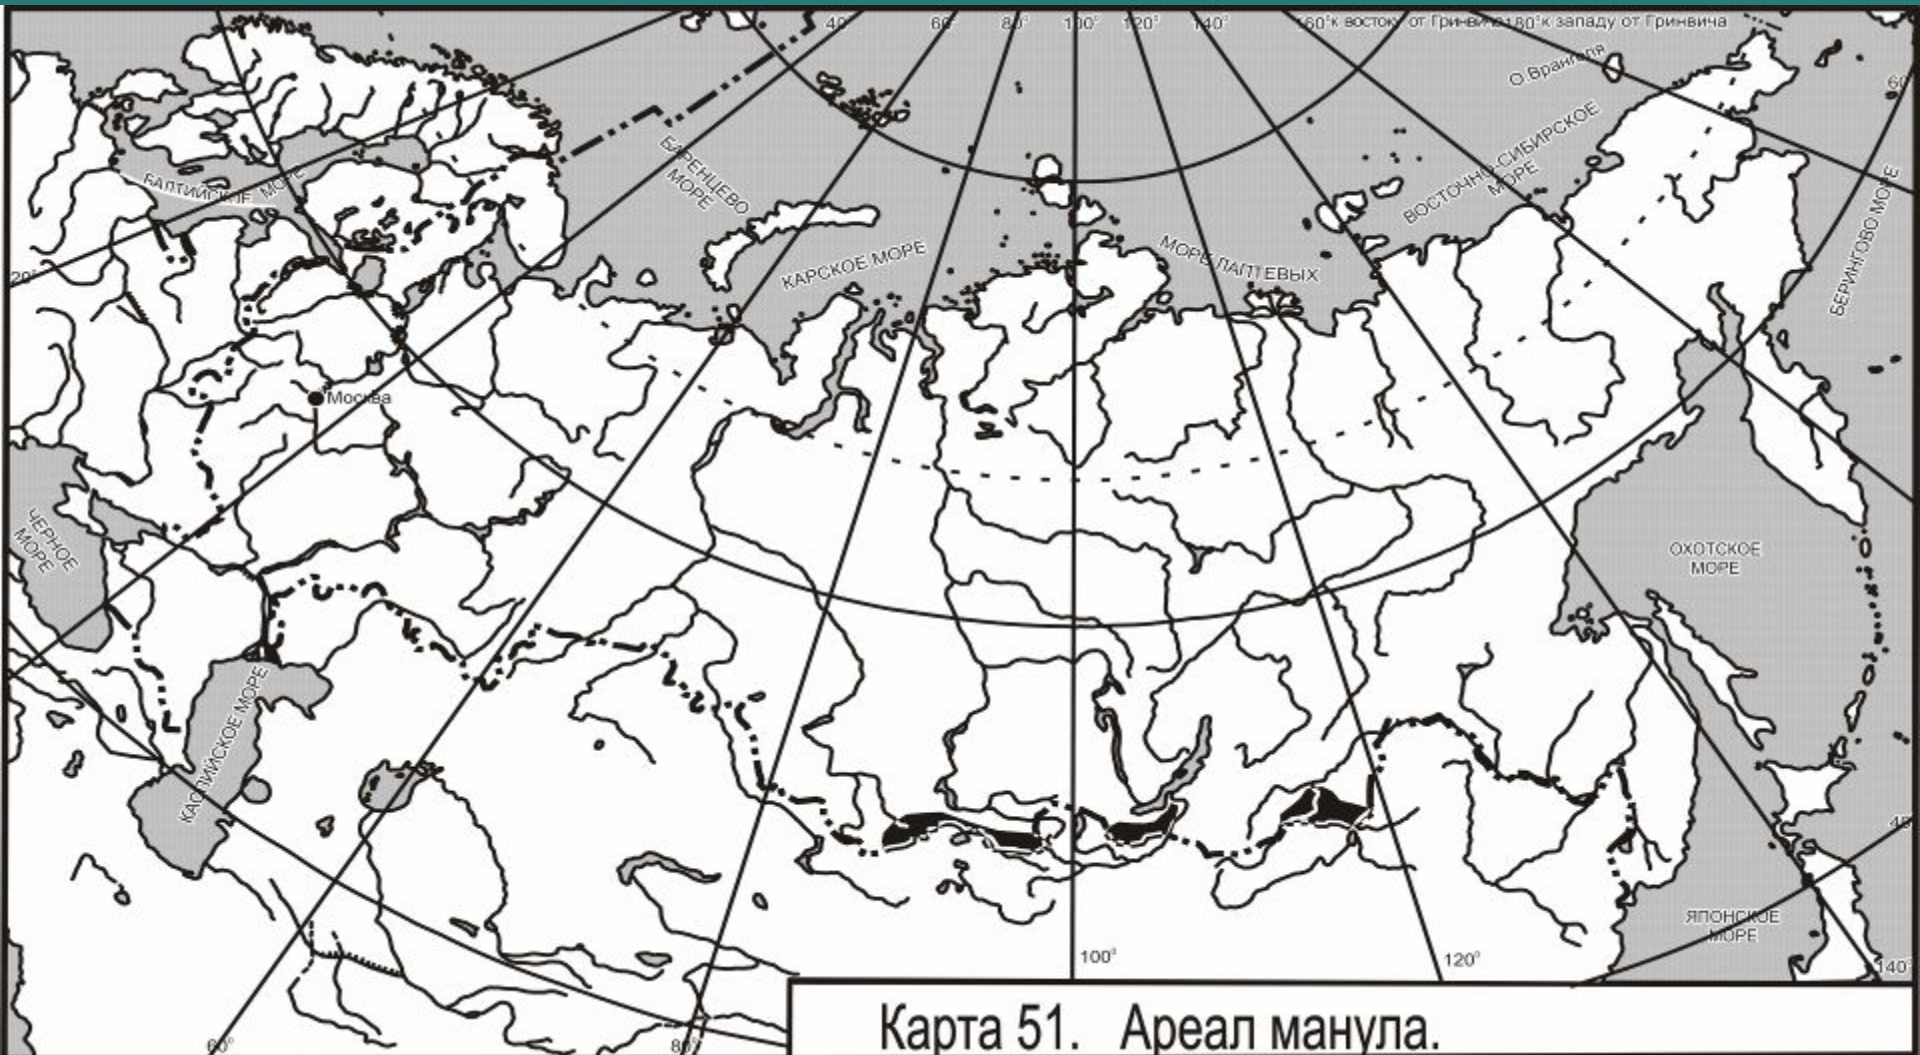 40° 60° 80° 100° 120° 140° 160°к востоку от Гринвича 180°к западу от Гринвича
О.Врангеля
60
БАРЕНЦЕВО
МОРЕ
ВОСТОЧНО-СИБИРСКОЕ
МОРЕ
БАЛТИЙСКОЕ МОРЕ
БЕРИНГОВО МОРЕ
КАРСКОЕ МОРЕ
МОРЕ ЛАПТЕВЫХ
20°
Москва
ЧЕРНОЕ
МОРЕ
ОХОТСКОЕ
МОРЕ
КАСПИЙСКОЕ МОРЕ
ЯПОНСКОЕ
МОРЕ
100°
120°
140°
60°
80°
Карта 51. Ареал манула.